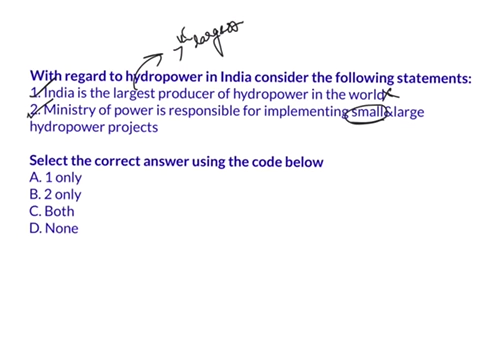 largest
With regard to hydropower in India consider the following statements:
1. India is the largest producer of hydropower in the world
2. Ministry of power is responsible for implementing small & large
hydropower projects
Select the correct answer using the code below
A. 1 only
B. 2 only
C. Both
D. None